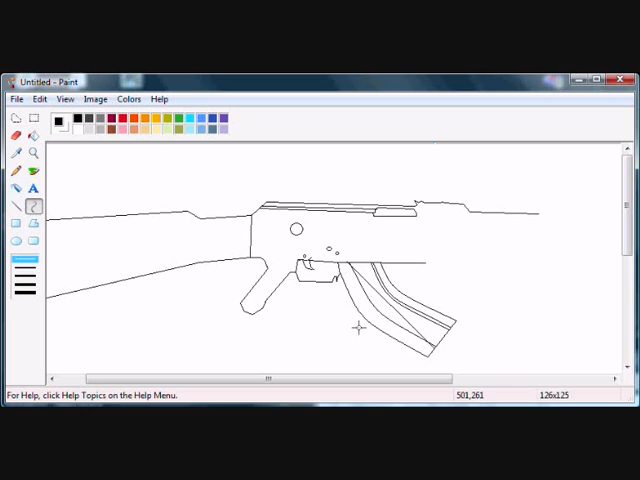 Untitled - Paint
File Edit View Image Colors Help
A
For Help, click Help Topics on the Help Menu. 501,261 126x125